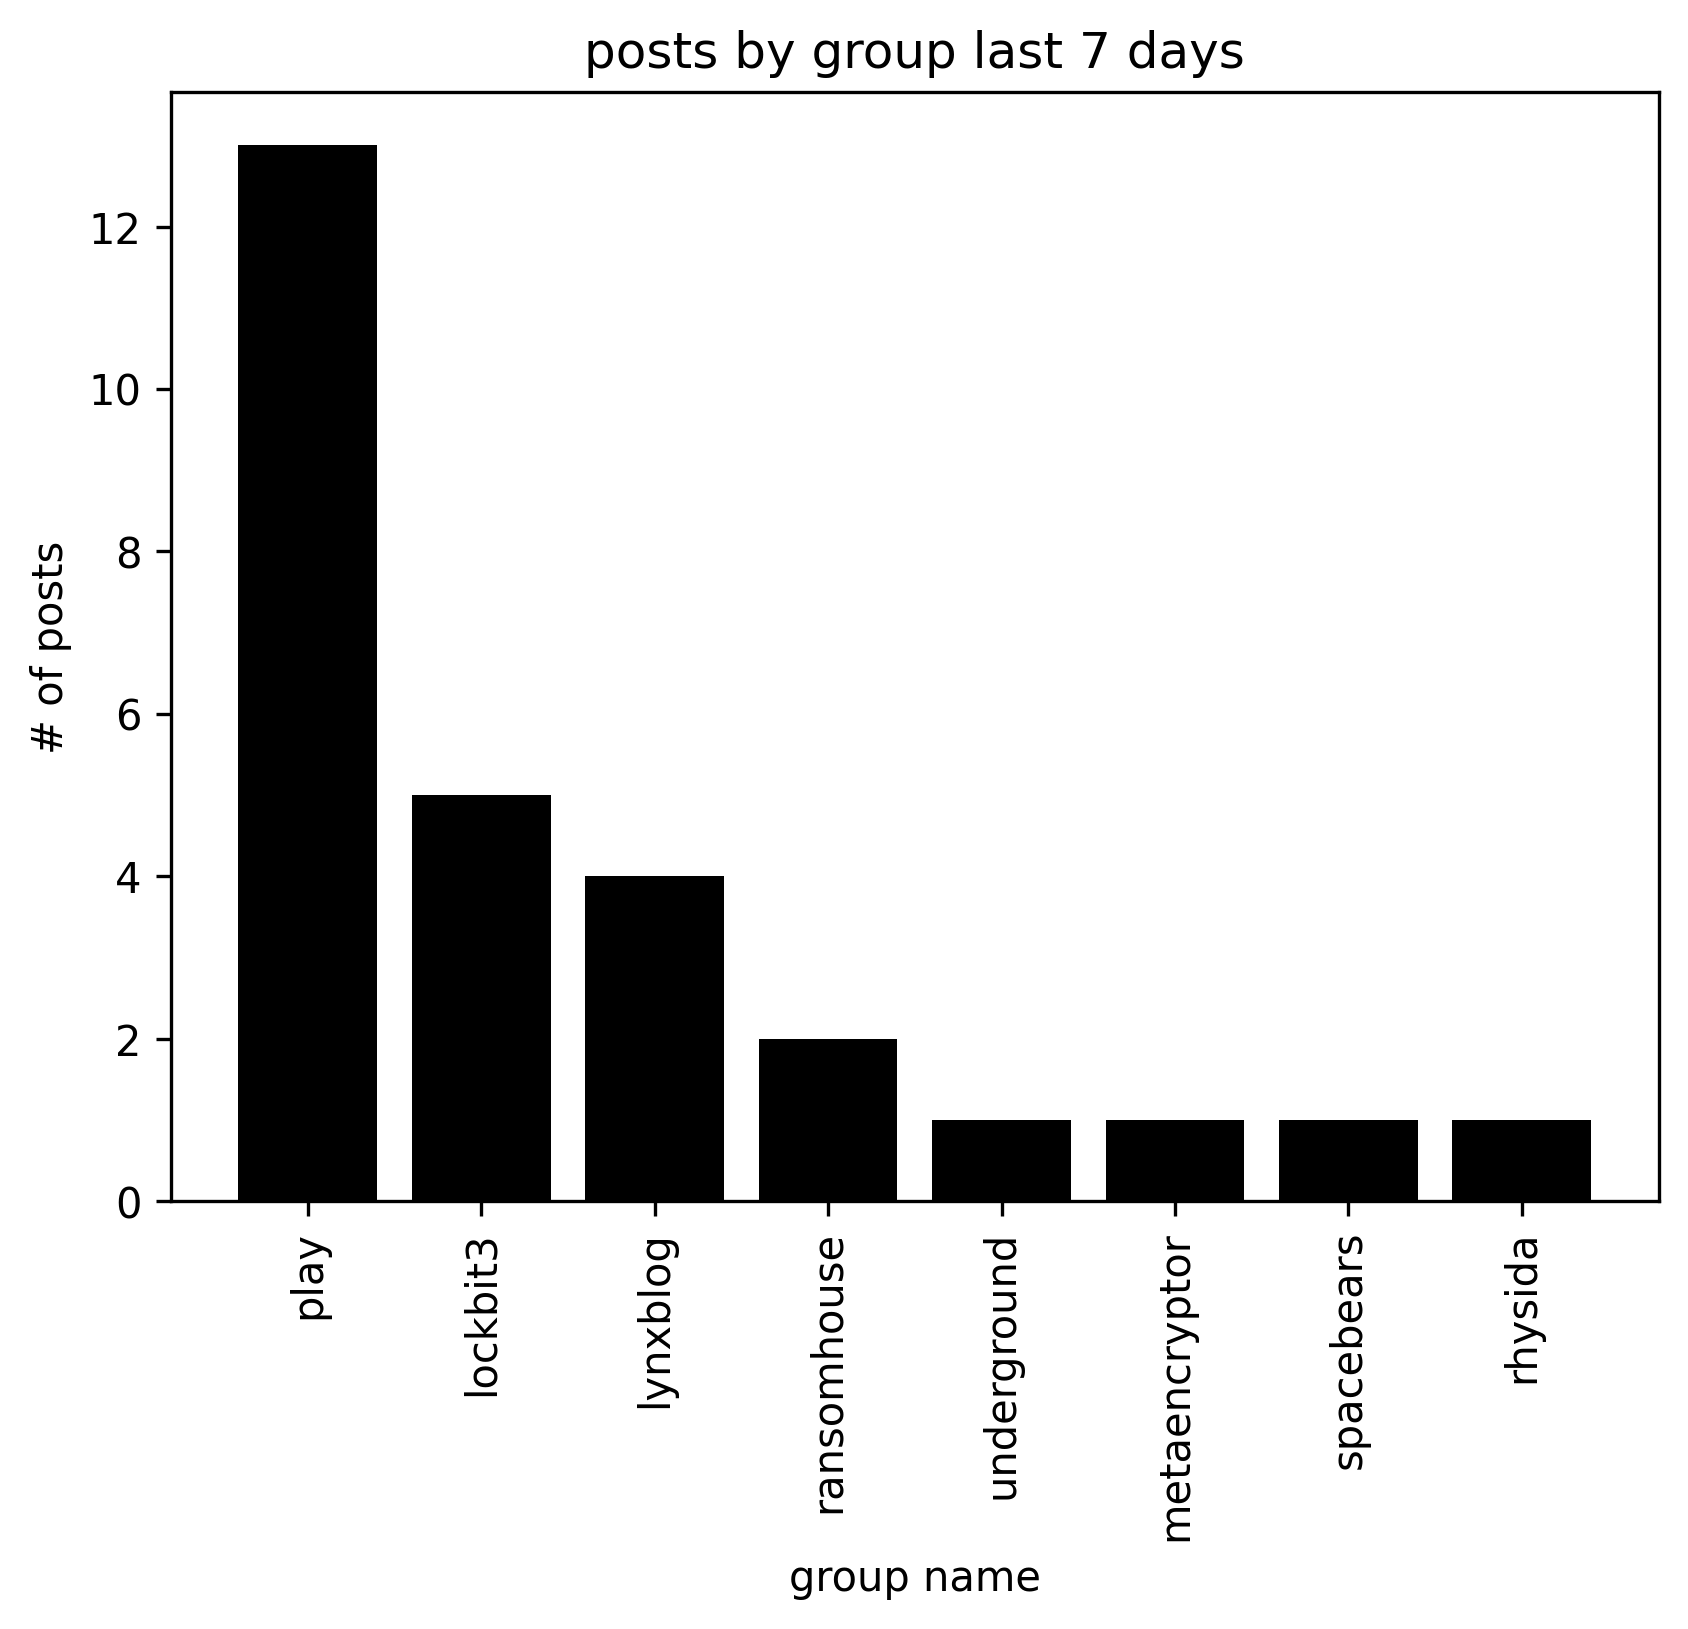 posts by group last 7 days
# of posts
12
10
8
6
4
2
0
play
lockbit3
lynxblog
ransomhouse
underground
metaencryptor
spacebears
rhysida
group name